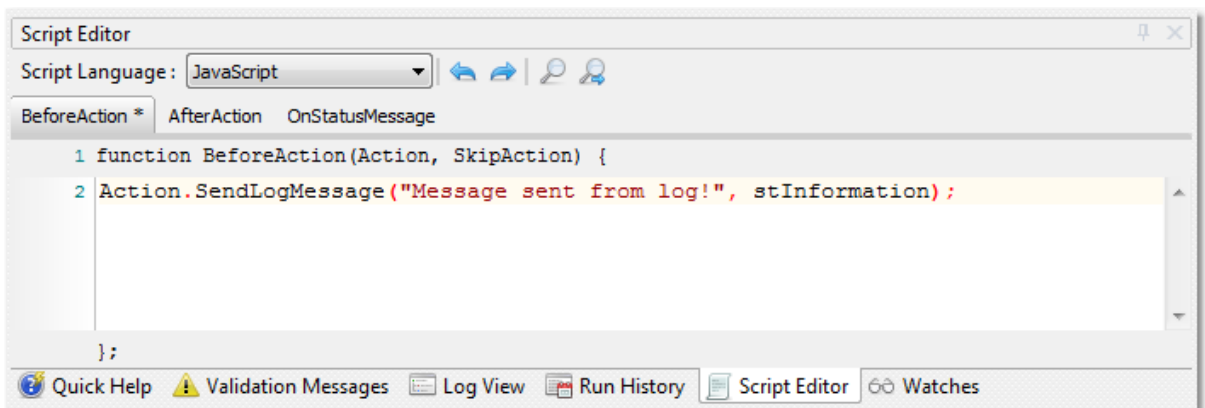 Script Editor
Script Language: JavaScript
BeforeAction * AfterAction OnStatusMessage
1 function BeforeAction(Action, SkipAction) {
2 Action.SendLogMessage("Message sent from log!", stInformation);
};
Quick Help Validation Messages Log View Run History Script Editor Watches